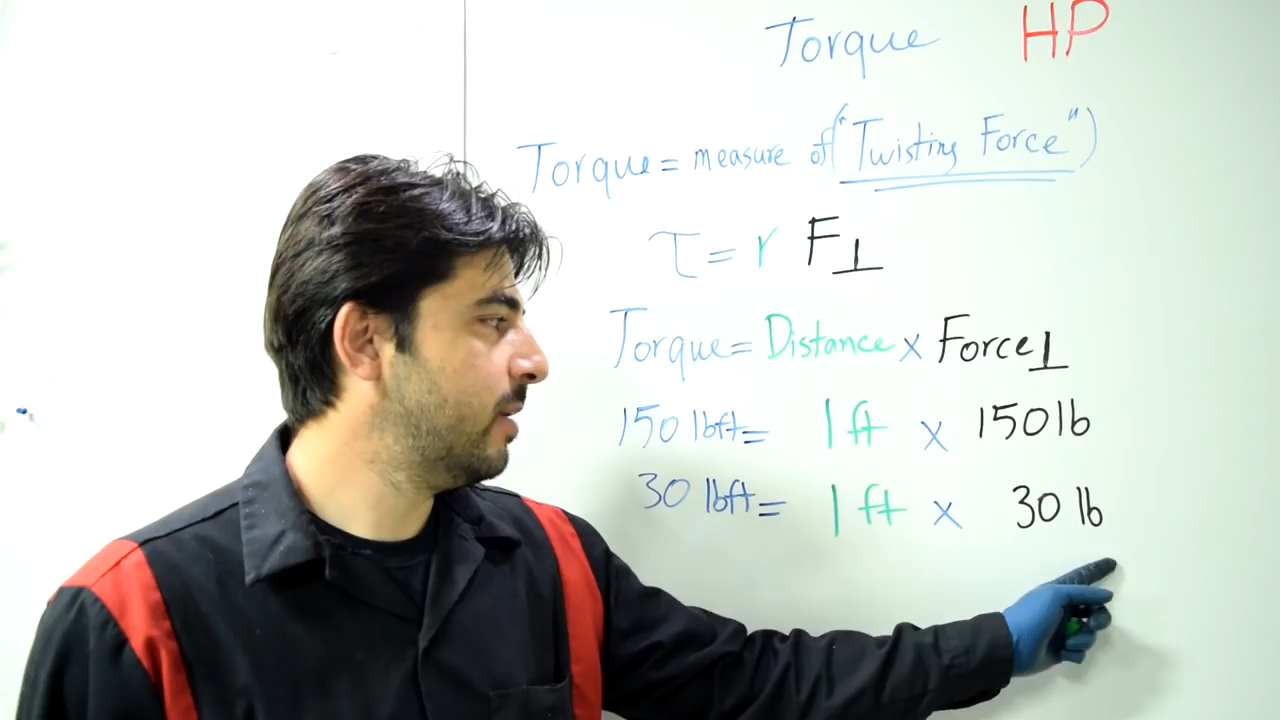 Torque HP
Torque = measure of ("Twisting Force")
τ = r F⊥
Torque = Distance x Force⊥
150 lbft = 1 ft x 150 lb
30 lbft = 1 ft x 30 lb